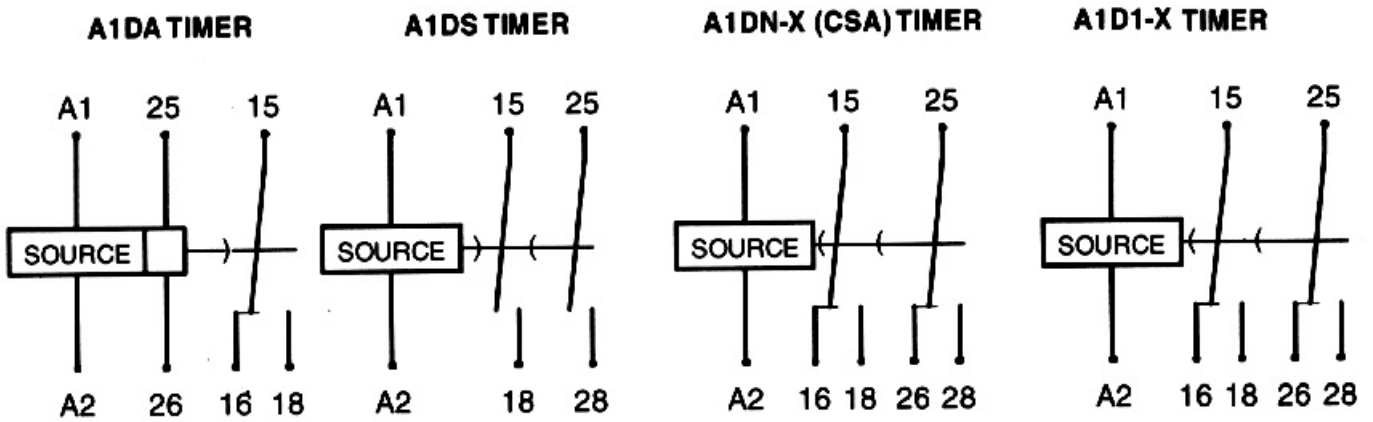 A1DA TIMER A1DS TIMER A1DN-X (CSA) TIMER A1D1-X TIMER
A1 25 15 A1 15 25 A1 15 25 A1 15 25
SOURCE SOURCE SOURCE SOURCE
A2 26 16 18 A2 18 28 A2 16 18 26 28 A2 16 18 26 28